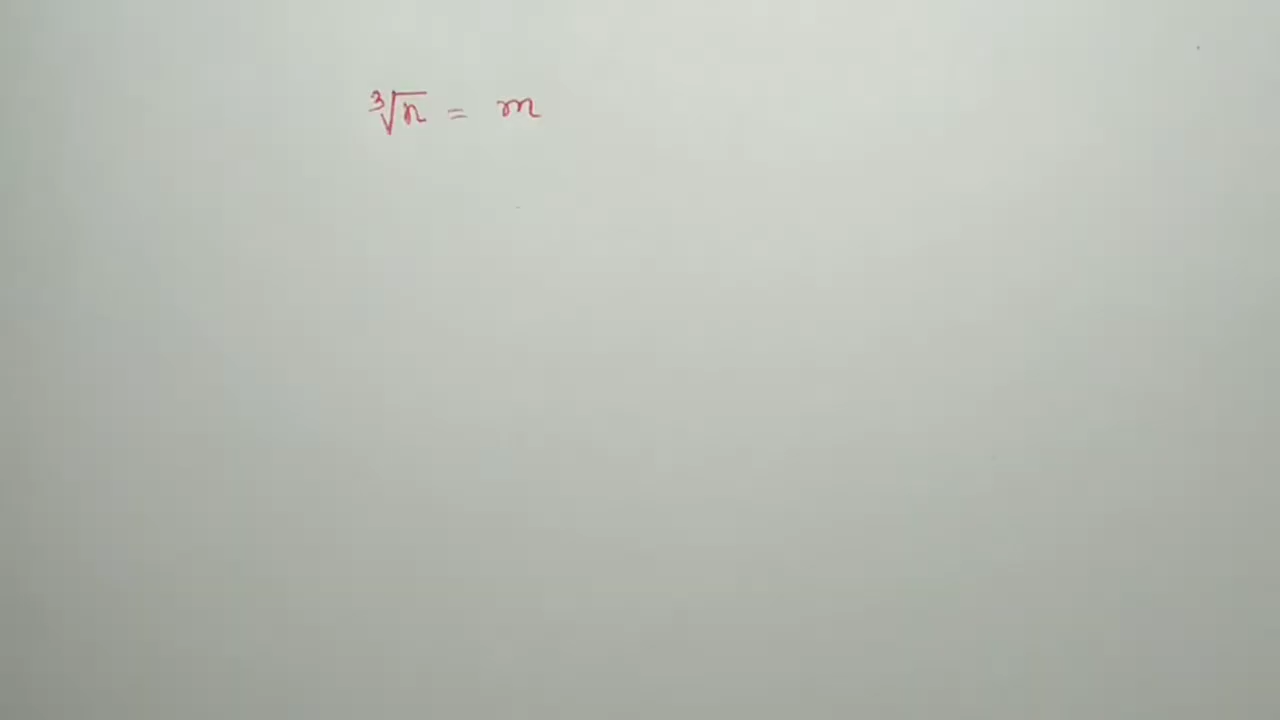 ∛n = m